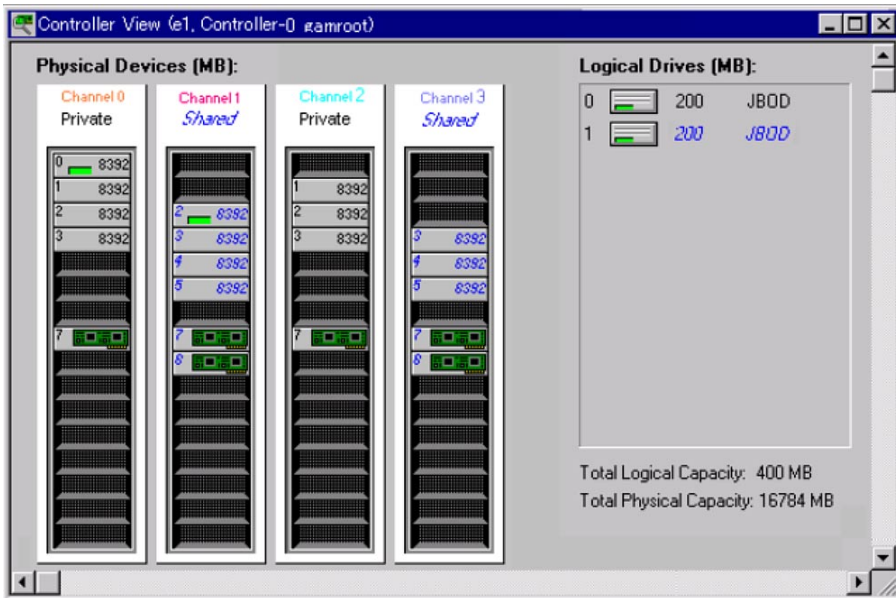 Controller View (e1, Controller-0 gamroot)
Physical Devices (MB):
Channel 0
Private
0 8392
1 8392
2 8392
3 8392
7
Channel 1
Shared
2 8392
3 8392
4 8392
5 8392
7
8
Channel 2
Private
1 8392
2 8392
3 8392
7
Channel 3
Shared
3 8392
4 8392
5 8392
7
8
Logical Drives (MB):
0 200 JBOD
1 200 JBOD
Total Logical Capacity: 400 MB
Total Physical Capacity: 16784 MB